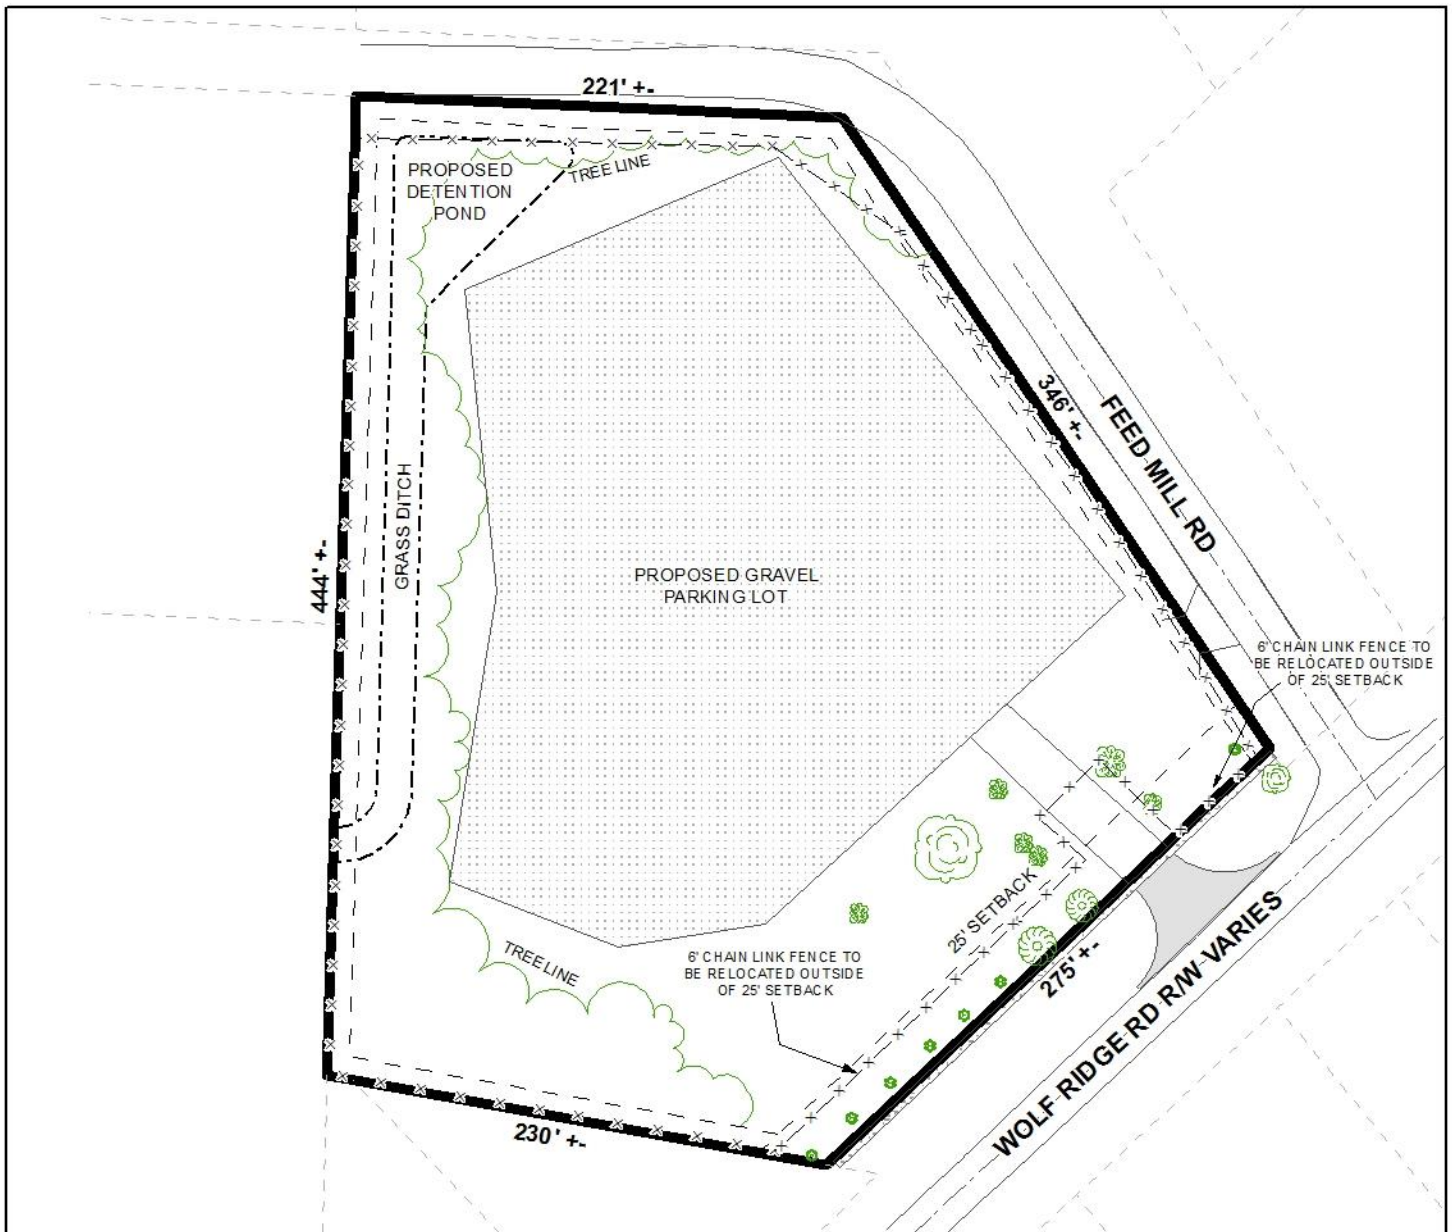 221' +-
PROPOSED
DETENTION
POND
TREE LINE
346' +-
FEED MILL RD
GRASS DITCH
444' +-
PROPOSED GRAVEL
PARKING LOT
6' CHAIN LINK FENCE TO
BE RELOCATED OUTSIDE
OF 25' SETBACK
25' SETBACK
TREE LINE
6' CHAIN LINK FENCE TO
BE RELOCATED OUTSIDE
OF 25' SETBACK
275' +-
WOLF RIDGE RD R/W VARIES
230' +-